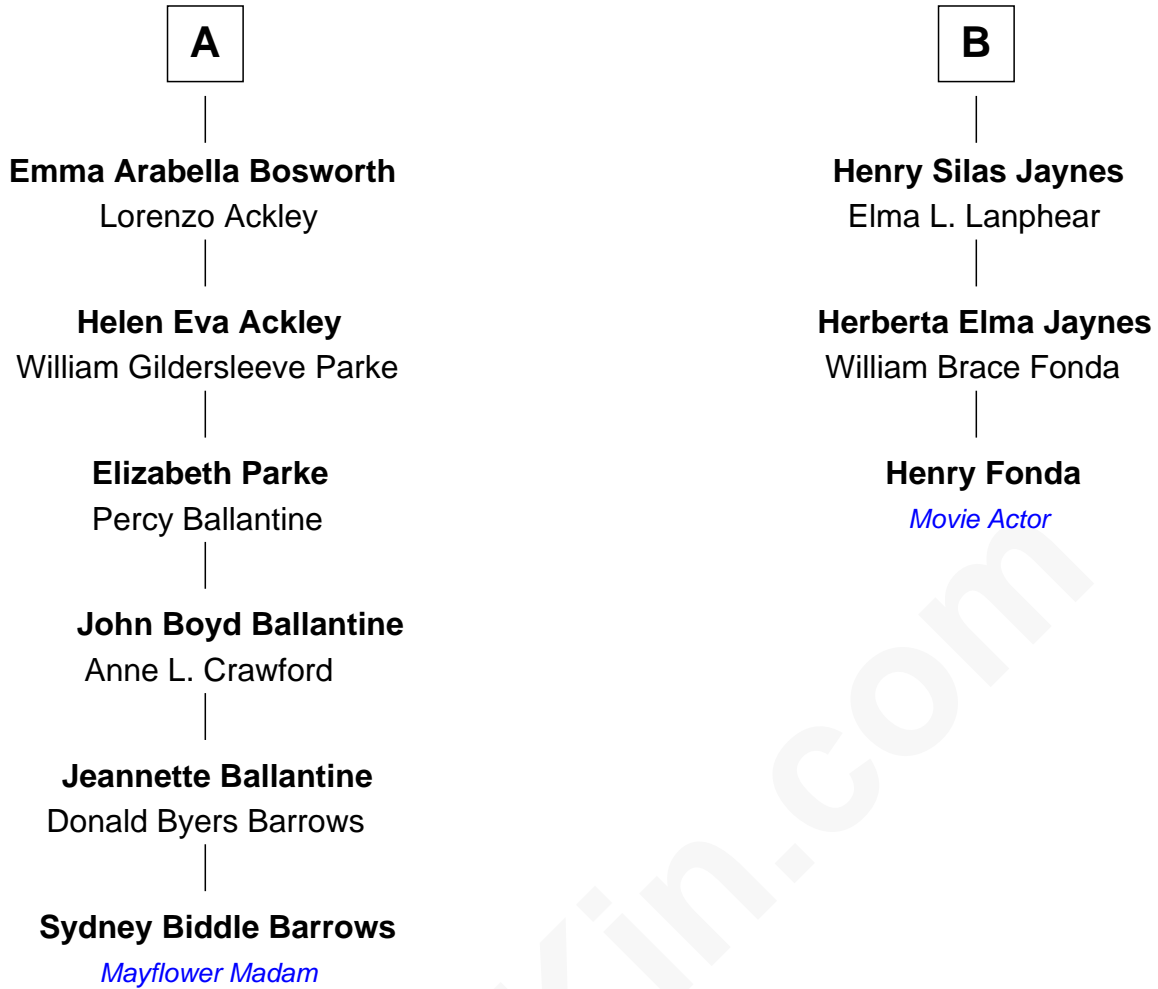 A
Emma Arabella Bosworth
Lorenzo Ackley
Helen Eva Ackley
William Gildersleeve Parke
Elizabeth Parke
Percy Ballantine
John Boyd Ballantine
Anne L. Crawford
Jeannette Ballantine
Donald Byers Barrows
Sydney Biddle Barrows
Mayflower Madam
B
Henry Silas Jaynes
Elma L. Lanphear
Herberta Elma Jaynes
William Brace Fonda
Henry Fonda
Movie Actor
Kin.com